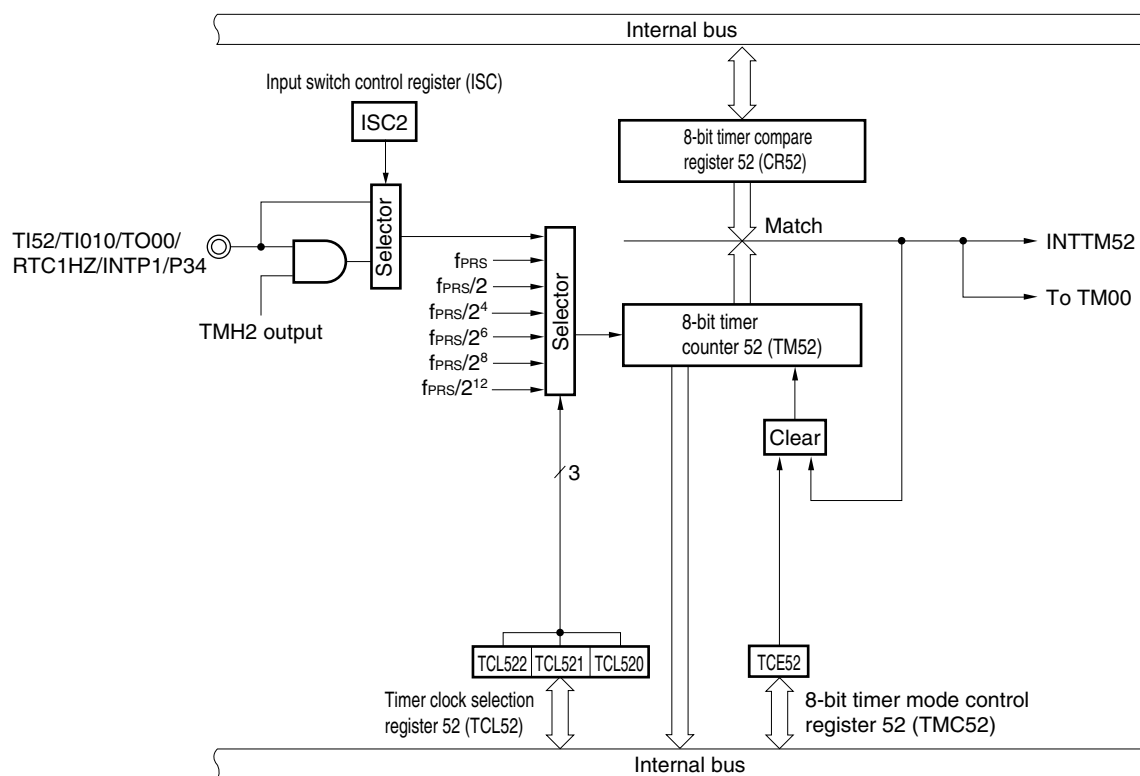 Internal bus
Input switch control register (ISC)
ISC2
8-bit timer compare
register 52 (CR52)
Selector
Match
TI52/TI010/TO00/
RTC1HZ/INTP1/P34
INTTM52
fPRS
fPRS/2
fPRS/2⁴
fPRS/2⁶
fPRS/2⁸
fPRS/2¹²
Selector
To TM00
TMH2 output
8-bit timer
counter 52 (TM52)
Clear
3
TCL522 TCL521 TCL520
TCE52
Timer clock selection
register 52 (TCL52)
8-bit timer mode control
register 52 (TMC52)
Internal bus